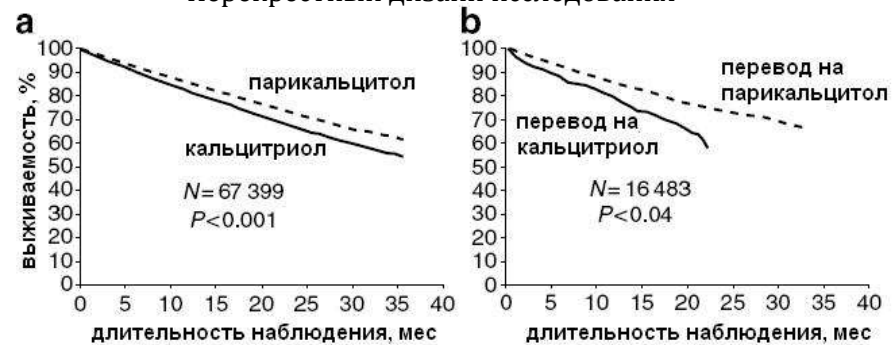 Перекрестный дизайн исследования
a
100
90
80
70
60
50
40
30
20
10
0
0 5 10 15 20 25 30 35 40
выживаемость, %
длительность наблюдения, мес
парикальцитол
кальцитриол
N= 67 399
P<0.001
b
100
90
80
70
60
50
40
30
20
10
0
0 5 10 15 20 25 30 35 40
длительность наблюдения, мес
перевод на
парикальцитол
перевод на
кальцитриол
N= 16 483
P<0.04